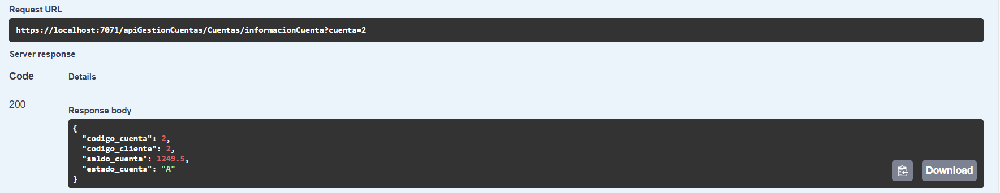 Request URL
https://localhost:7071/apiGestionCuentas/Cuentas/informacionCuenta?cuenta=2
Server response
Code Details
200
Response body
{
  "codigo_cuenta": 2,
  "codigo_cliente": 2,
  "saldo_cuenta": 1249.5,
  "estado_cuenta": "A"
}
Download